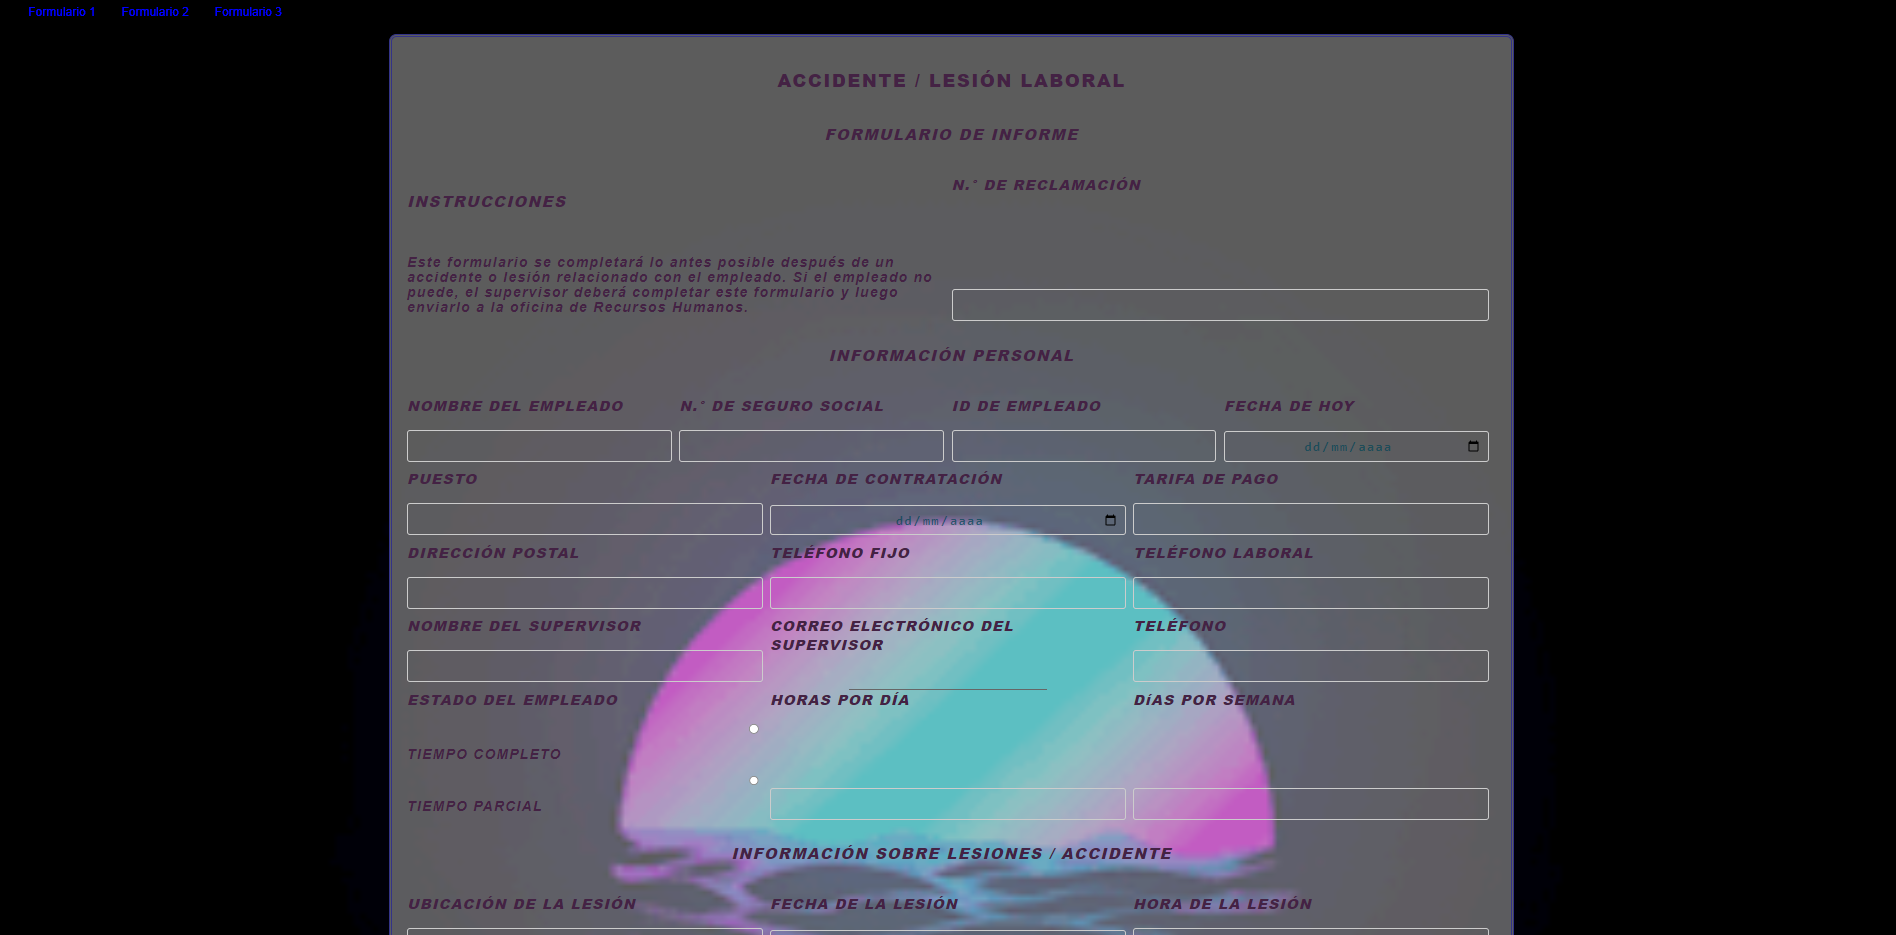 Formulario 1 Formulario 2 Formulario 3
ACCIDENTE / LESIÓN LABORAL
FORMULARIO DE INFORME
N.° DE RECLAMACIÓN
INSTRUCCIONES
Este formulario se completará lo antes posible después de un
accidente o lesión relacionado con el empleado. Si el empleado no
puede, el supervisor deberá completar este formulario y luego
enviarlo a la oficina de Recursos Humanos.
INFORMACIÓN PERSONAL
NOMBRE DEL EMPLEADO N.° DE SEGURO SOCIAL ID DE EMPLEADO FECHA DE HOY
dd/mm/aaaa
PUESTO FECHA DE CONTRATACIÓN TARIFA DE PAGO
dd/mm/aaaa
DIRECCIÓN POSTAL TELÉFONO FIJO TELÉFONO LABORAL
NOMBRE DEL SUPERVISOR CORREO ELECTRÓNICO DEL TELÉFONO
SUPERVISOR
ESTADO DEL EMPLEADO HORAS POR DÍA DíAS POR SEMANA
TIEMPO COMPLETO
TIEMPO PARCIAL
INFORMACIÓN SOBRE LESIONES / ACCIDENTE
UBICACIÓN DE LA LESIÓN FECHA DE LA LESIÓN HORA DE LA LESIÓN